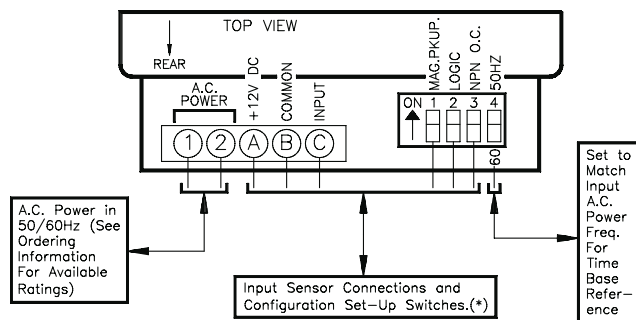 TOP VIEW
REAR
A.C.
POWER
+12V DC
COMMON
INPUT
MAG.PKUP.
LOGIC
NPN O.C.
50HZ
ON 1 2 3 4
60
1 2 A B C
A.C. Power in
50/60Hz (See
Ordering
Information
For Available
Ratings)
Input Sensor Connections and
Configuration Set-Up Switches.(*)
Set to
Match
Input
A.C.
Power
Freq.
For
Time
Base
Refer-
ence